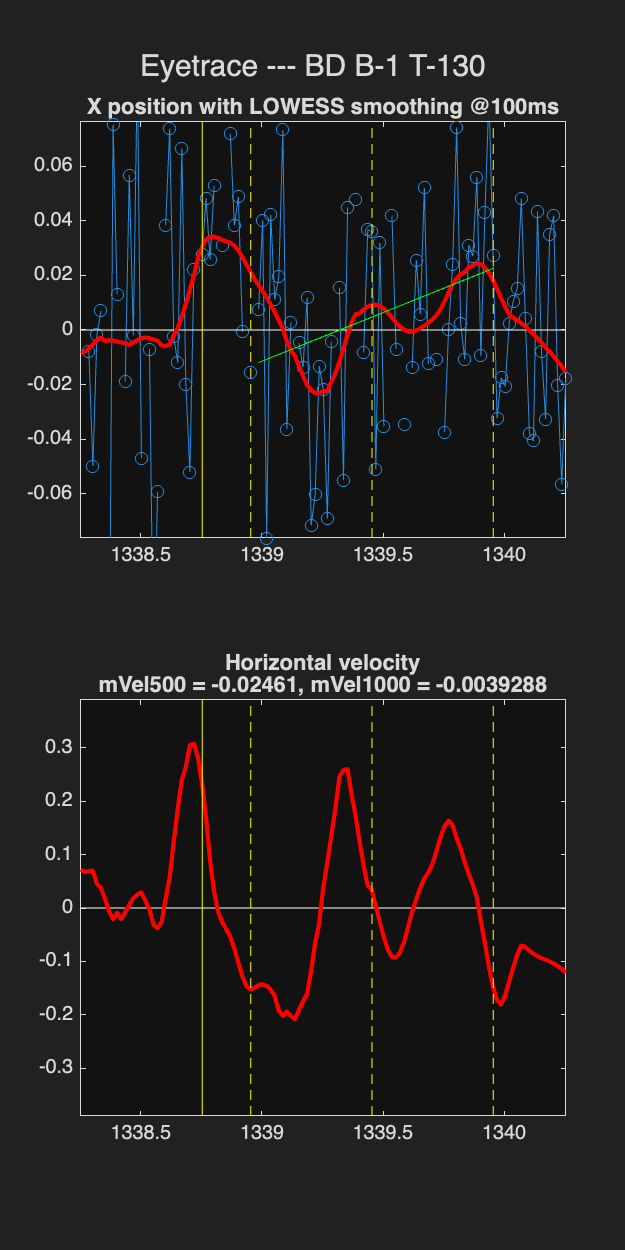 Eyetrace --- BD B-1 T-130
X position with LOWESS smoothing @100ms
0.06
0.04
0.02
0
-0.02
-0.04
-0.06
1338.5 1339 1339.5 1340
Horizontal velocity
mVel500 = -0.02461, mVel1000 = -0.0039288
0.3
0.2
0.1
0
-0.1
-0.2
-0.3
1338.5 1339 1339.5 1340